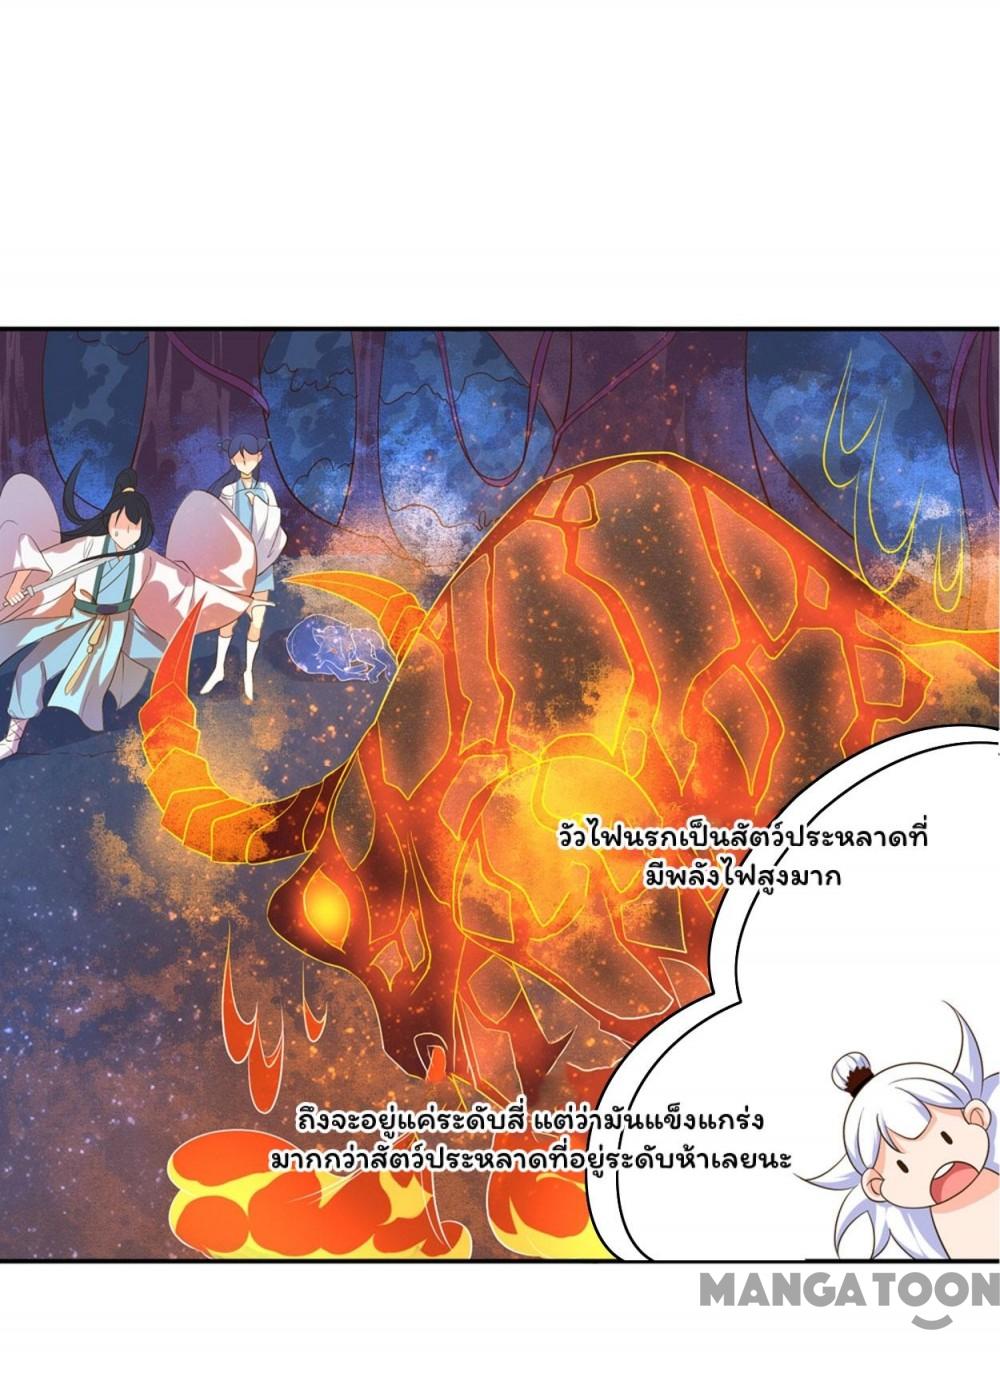 วัวไฟนรกเป็นสัตว์ประหลาดที่
มีพลังไฟสูงมาก
ถึงจะอยู่แค่ระดับสี่ แต่ว่ามันแข็งแกร่ง
มากกว่าสัตว์ประหลาดที่อยู่ระดับห้าเลยนะ
MANGATOON